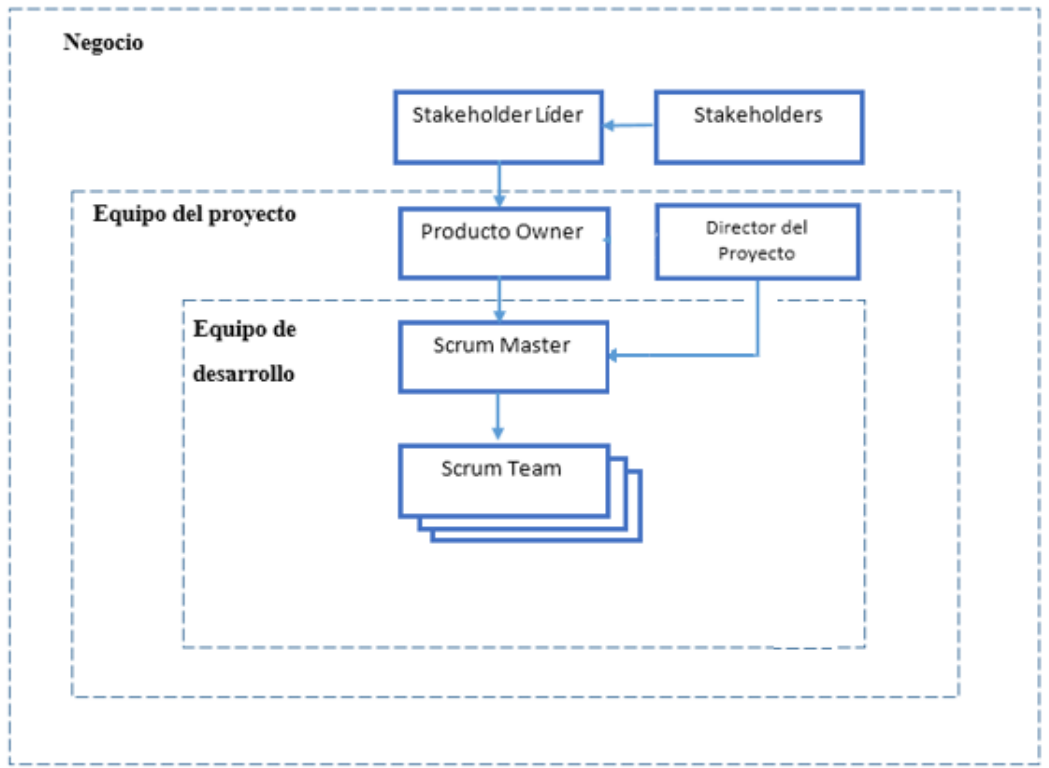 Negocio
Stakeholder Líder
Stakeholders
Equipo del proyecto
Producto Owner
Director del
Proyecto
Equipo de
desarrollo
Scrum Master
Scrum Team